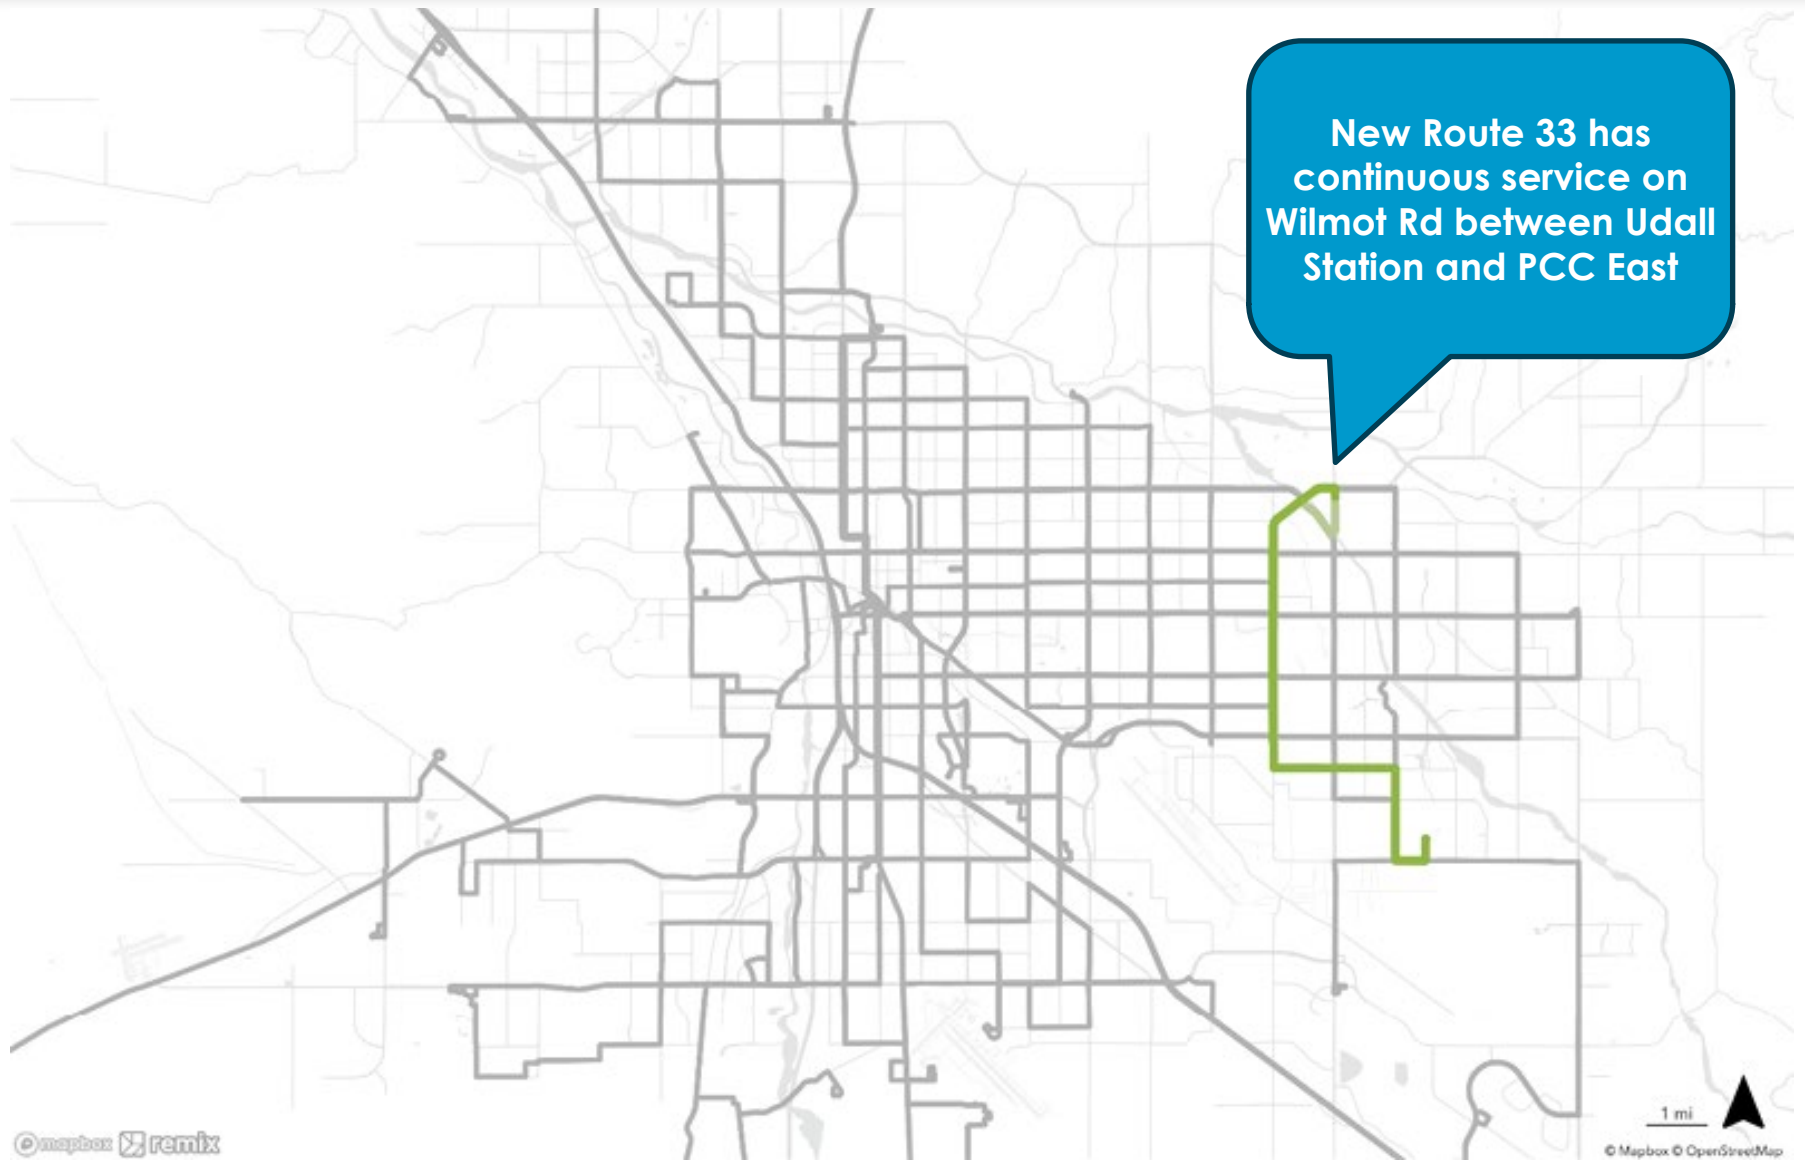 New Route 33 has
continuous service on
Wilmot Rd between Udall
Station and PCC East
1 mi
mapbox remix
© Mapbox © OpenStreetMap